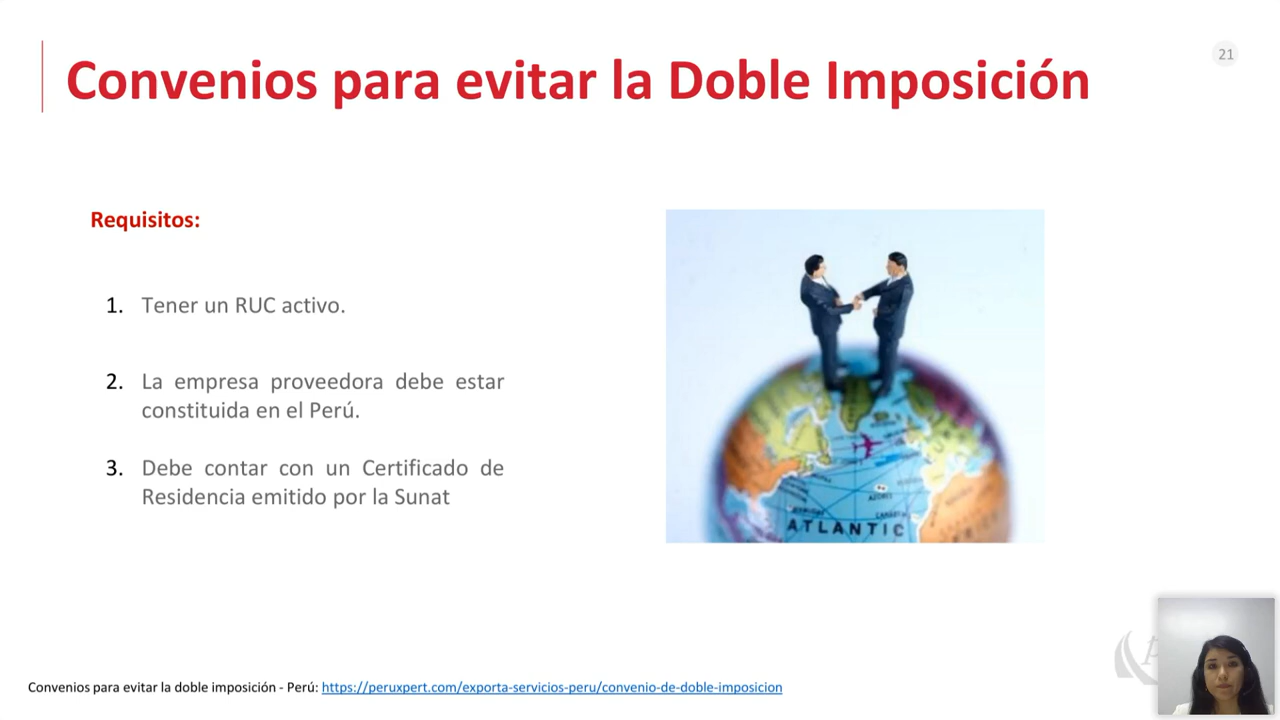 Convenios para evitar la Doble Imposición
21
Requisitos:
1. Tener un RUC activo.
2. La empresa proveedora debe estar
constituida en el Perú.
3. Debe contar con un Certificado de
Residencia emitido por la Sunat
ATLANTIC
Convenios para evitar la doble imposición - Perú: https://peruxpert.com/exporta-servicios-peru/convenio-de-doble-imposicion